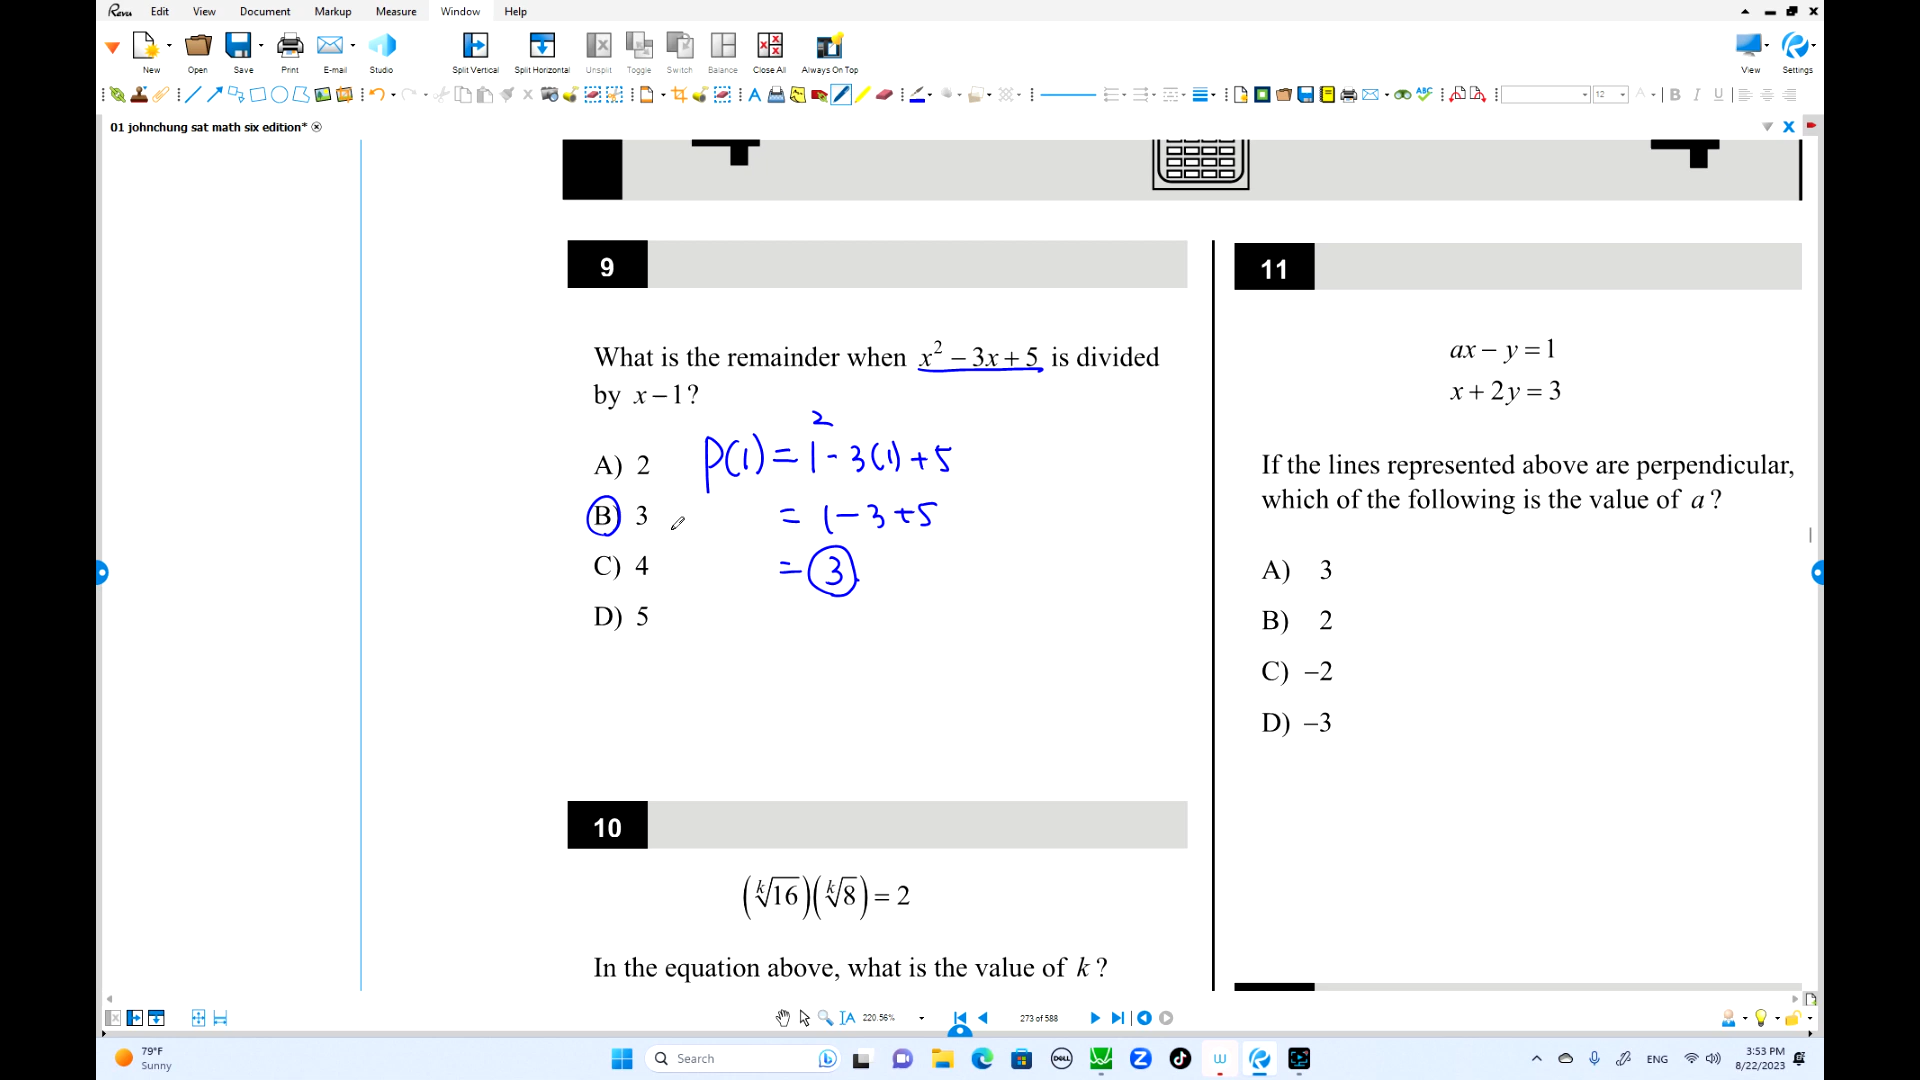 Revu Edit View Document Markup Measure Window Help
New Open Save Print E-mail Studio Split Vertical Split Horizontal Unsplit Toggle Switch Balance Close All Always On Top View Settings
12
01 johnchung sat math six edition*
9
What is the remainder when x² − 3x + 5 is divided
by x − 1?
A) 2
B) 3
C) 4
D) 5
P(1) = 1² − 3(1) + 5
= 1 − 3 + 5
= 3
10
(ᵏ√16)(ᵏ√8) = 2
In the equation above, what is the value of k ?
11
ax − y = 1
x + 2y = 3
If the lines represented above are perpendicular,
which of the following is the value of a ?
A) 3
B) 2
C) −2
D) −3
220.56%
273 of 588
79°F
Sunny
Search
DELL
ENG
3:53 PM
8/22/2023